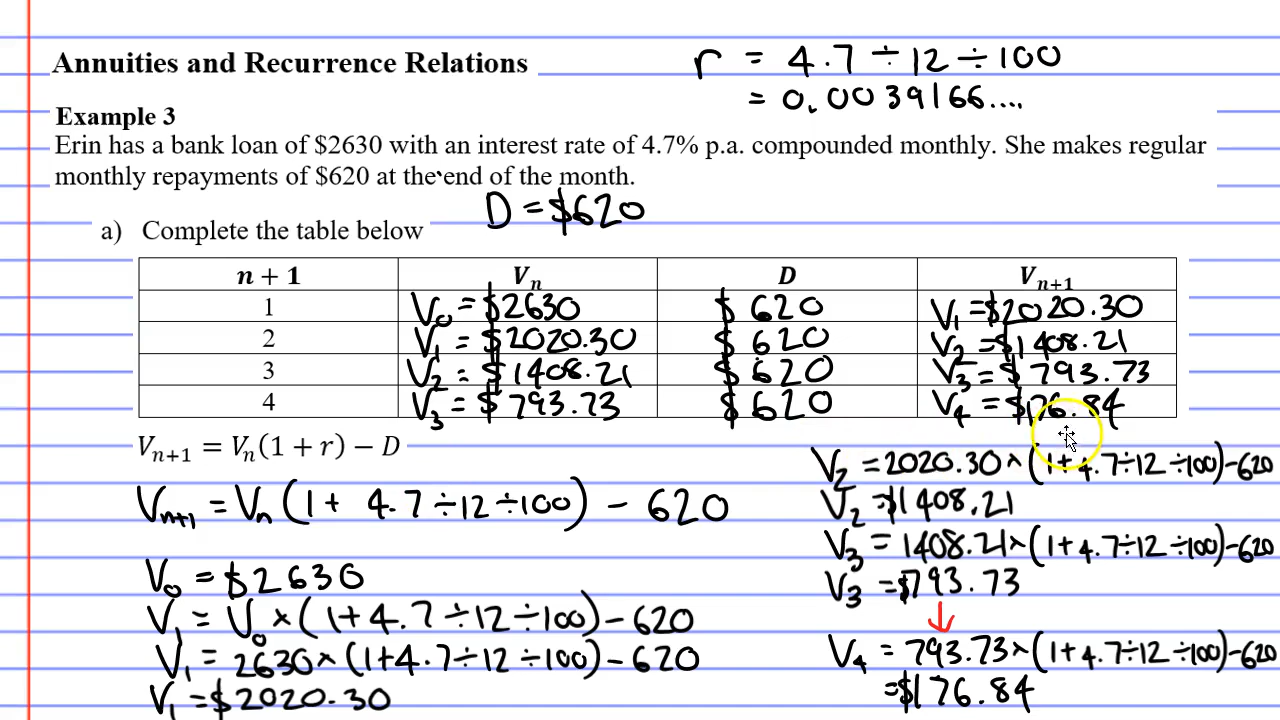 Annuities and Recurrence Relations
r = 4.7 ÷ 12 ÷ 100
= 0.0039166....
Example 3
Erin has a bank loan of $2630 with an interest rate of 4.7% p.a. compounded monthly. She makes regular
monthly repayments of $620 at the end of the month.
D = $620
a) Complete the table below
n + 1 Vn D Vn+1
1 V0 = $2630 $ 620 V1 = $2020.30
2 V1 = $2020.30 $ 620 V2 = $1408.21
3 V2 = $1408.21 $ 620 V3 = $793.73
4 V3 = $793.73 $ 620 V4 = $176.84
Vn+1 = Vn(1 + r) − D
Vn+1 = Vn (1 + 4.7 ÷ 12 ÷ 100) − 620
V0 = $2630
V1 = V0 × (1 + 4.7 ÷ 12 ÷ 100) − 620
V1 = 2630 × (1 + 4.7 ÷ 12 ÷ 100) − 620
V1 = $2020.30
V2 = 2020.30 × (1 + 4.7 ÷ 12 ÷ 100) − 620
V2 = $1408.21
V3 = 1408.21 × (1 + 4.7 ÷ 12 ÷ 100) − 620
V3 = $793.73
V4 = 793.73 × (1 + 4.7 ÷ 12 ÷ 100) − 620
= $176.84